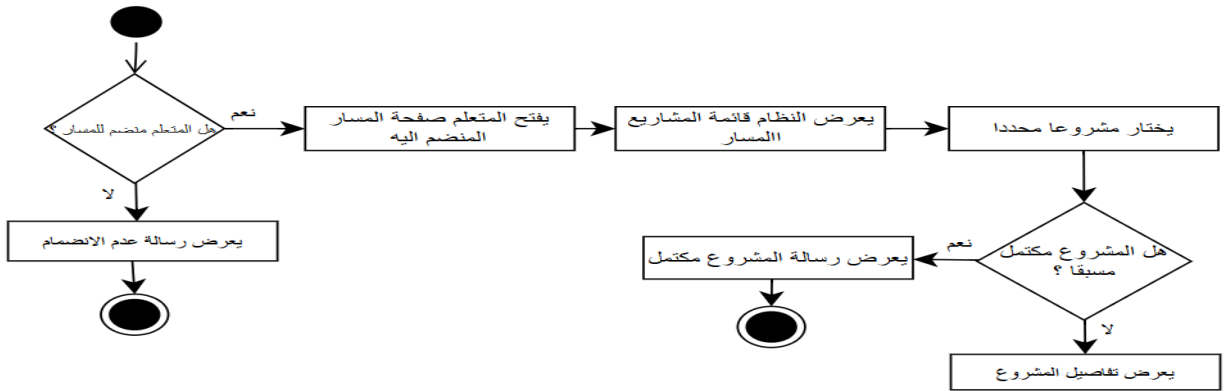 هل المتعلم منضم للمسار ؟
نعم
يفتح المتعلم صفحة المسار
المنضم اليه
يعرض النظام قائمة المشاريع
االمسار
يختار مشروعا محددا
لا
يعرض رسالة عدم الانضمام
هل المشروع مكتمل
مسبقا ؟
نعم
يعرض رسالة المشروع مكتمل
لا
يعرض تفاصيل المشروع